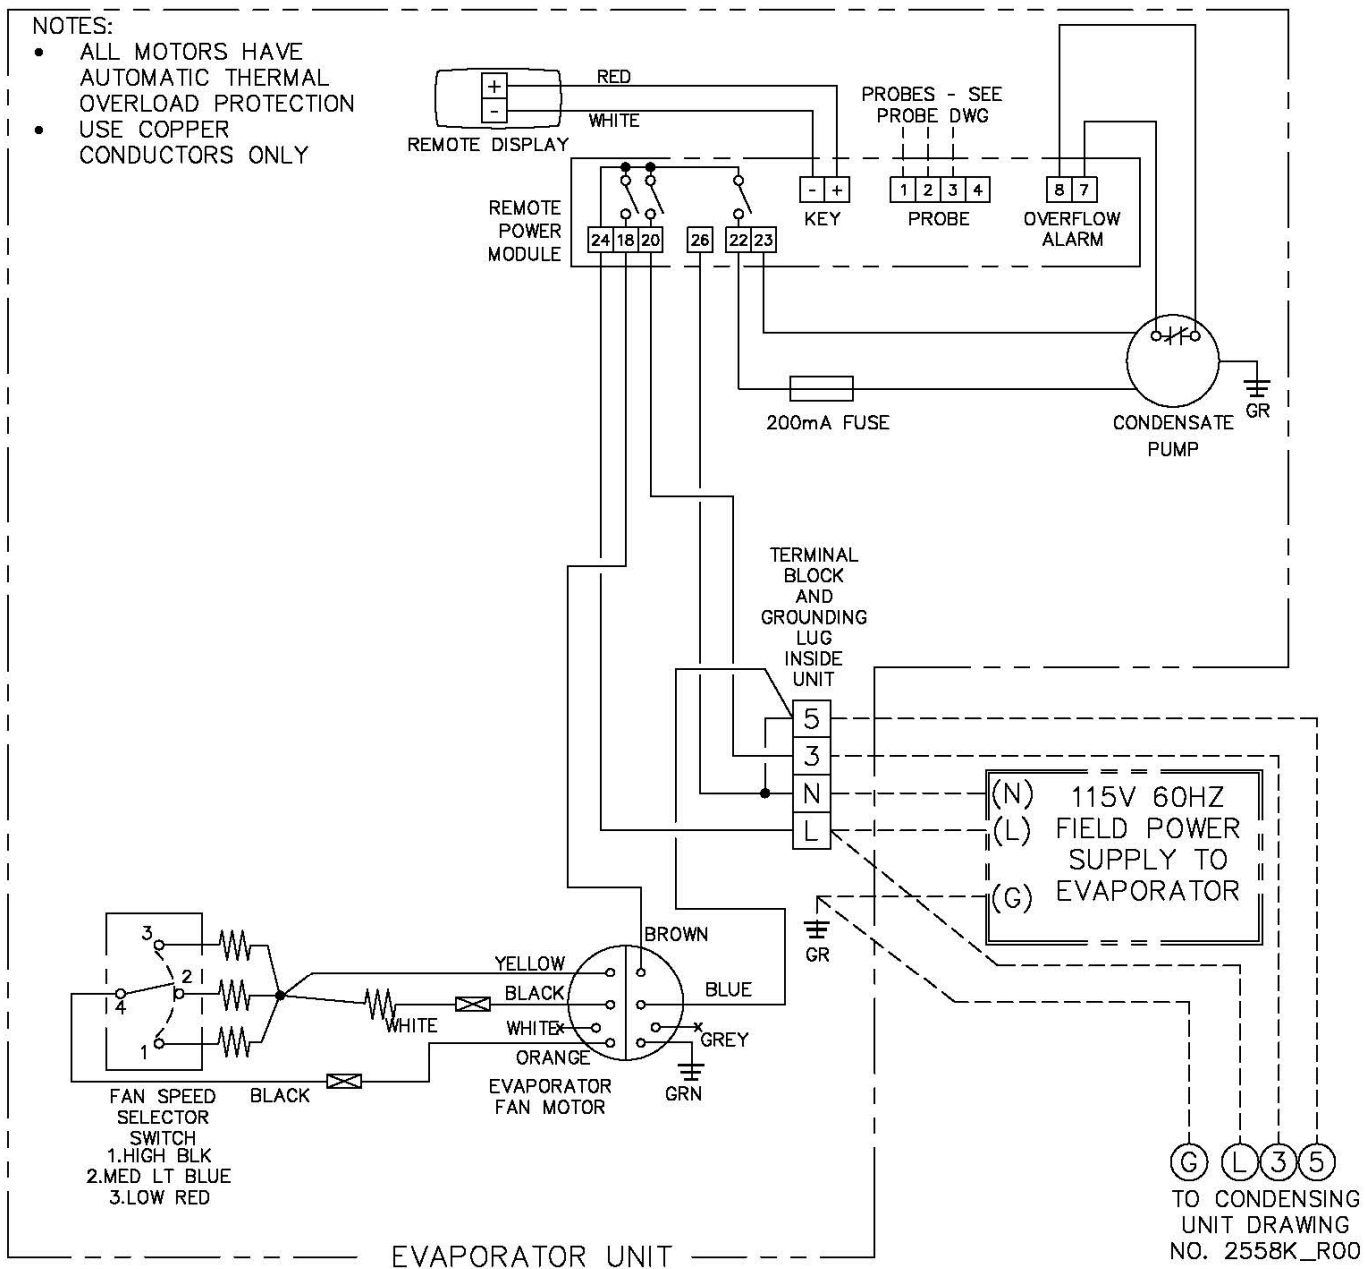 NOTES:
• ALL MOTORS HAVE
AUTOMATIC THERMAL
OVERLOAD PROTECTION
• USE COPPER
CONDUCTORS ONLY
+
-
RED
WHITE
REMOTE DISPLAY
PROBES - SEE
PROBE DWG
REMOTE
POWER
MODULE
- +
KEY
1 2 3 4
PROBE
8 7
OVERFLOW
ALARM
24 18 20 26 22 23
200mA FUSE
CONDENSATE
PUMP
GR
TERMINAL
BLOCK
AND
GROUNDING
LUG
INSIDE
UNIT
5
3
N
L
(N)
(L)
(G)
115V 60HZ
FIELD POWER
SUPPLY TO
EVAPORATOR
GR
BROWN
YELLOW
BLACK
BLUE
WHITE
WHITE
GREY
ORANGE
GRN
EVAPORATOR
FAN MOTOR
3
2
4
1
BLACK
FAN SPEED
SELECTOR
SWITCH
1.HIGH BLK
2.MED LT BLUE
3.LOW RED
G L 3 5
TO CONDENSING
UNIT DRAWING
NO. 2558K_R00
EVAPORATOR UNIT